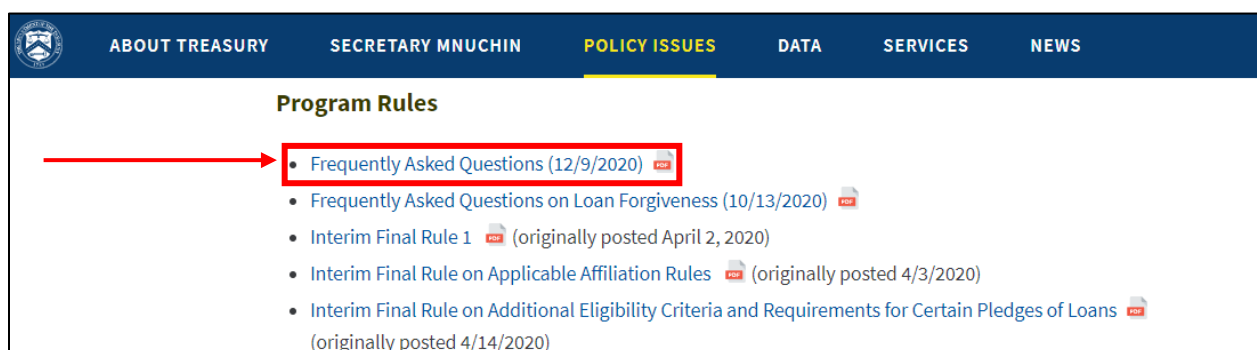 ABOUT TREASURY SECRETARY MNUCHIN POLICY ISSUES DATA SERVICES NEWS
Program Rules
• Frequently Asked Questions (12/9/2020) PDF
• Frequently Asked Questions on Loan Forgiveness (10/13/2020) PDF
• Interim Final Rule 1 PDF (originally posted April 2, 2020)
• Interim Final Rule on Applicable Affiliation Rules PDF (originally posted 4/3/2020)
• Interim Final Rule on Additional Eligibility Criteria and Requirements for Certain Pledges of Loans PDF
(originally posted 4/14/2020)